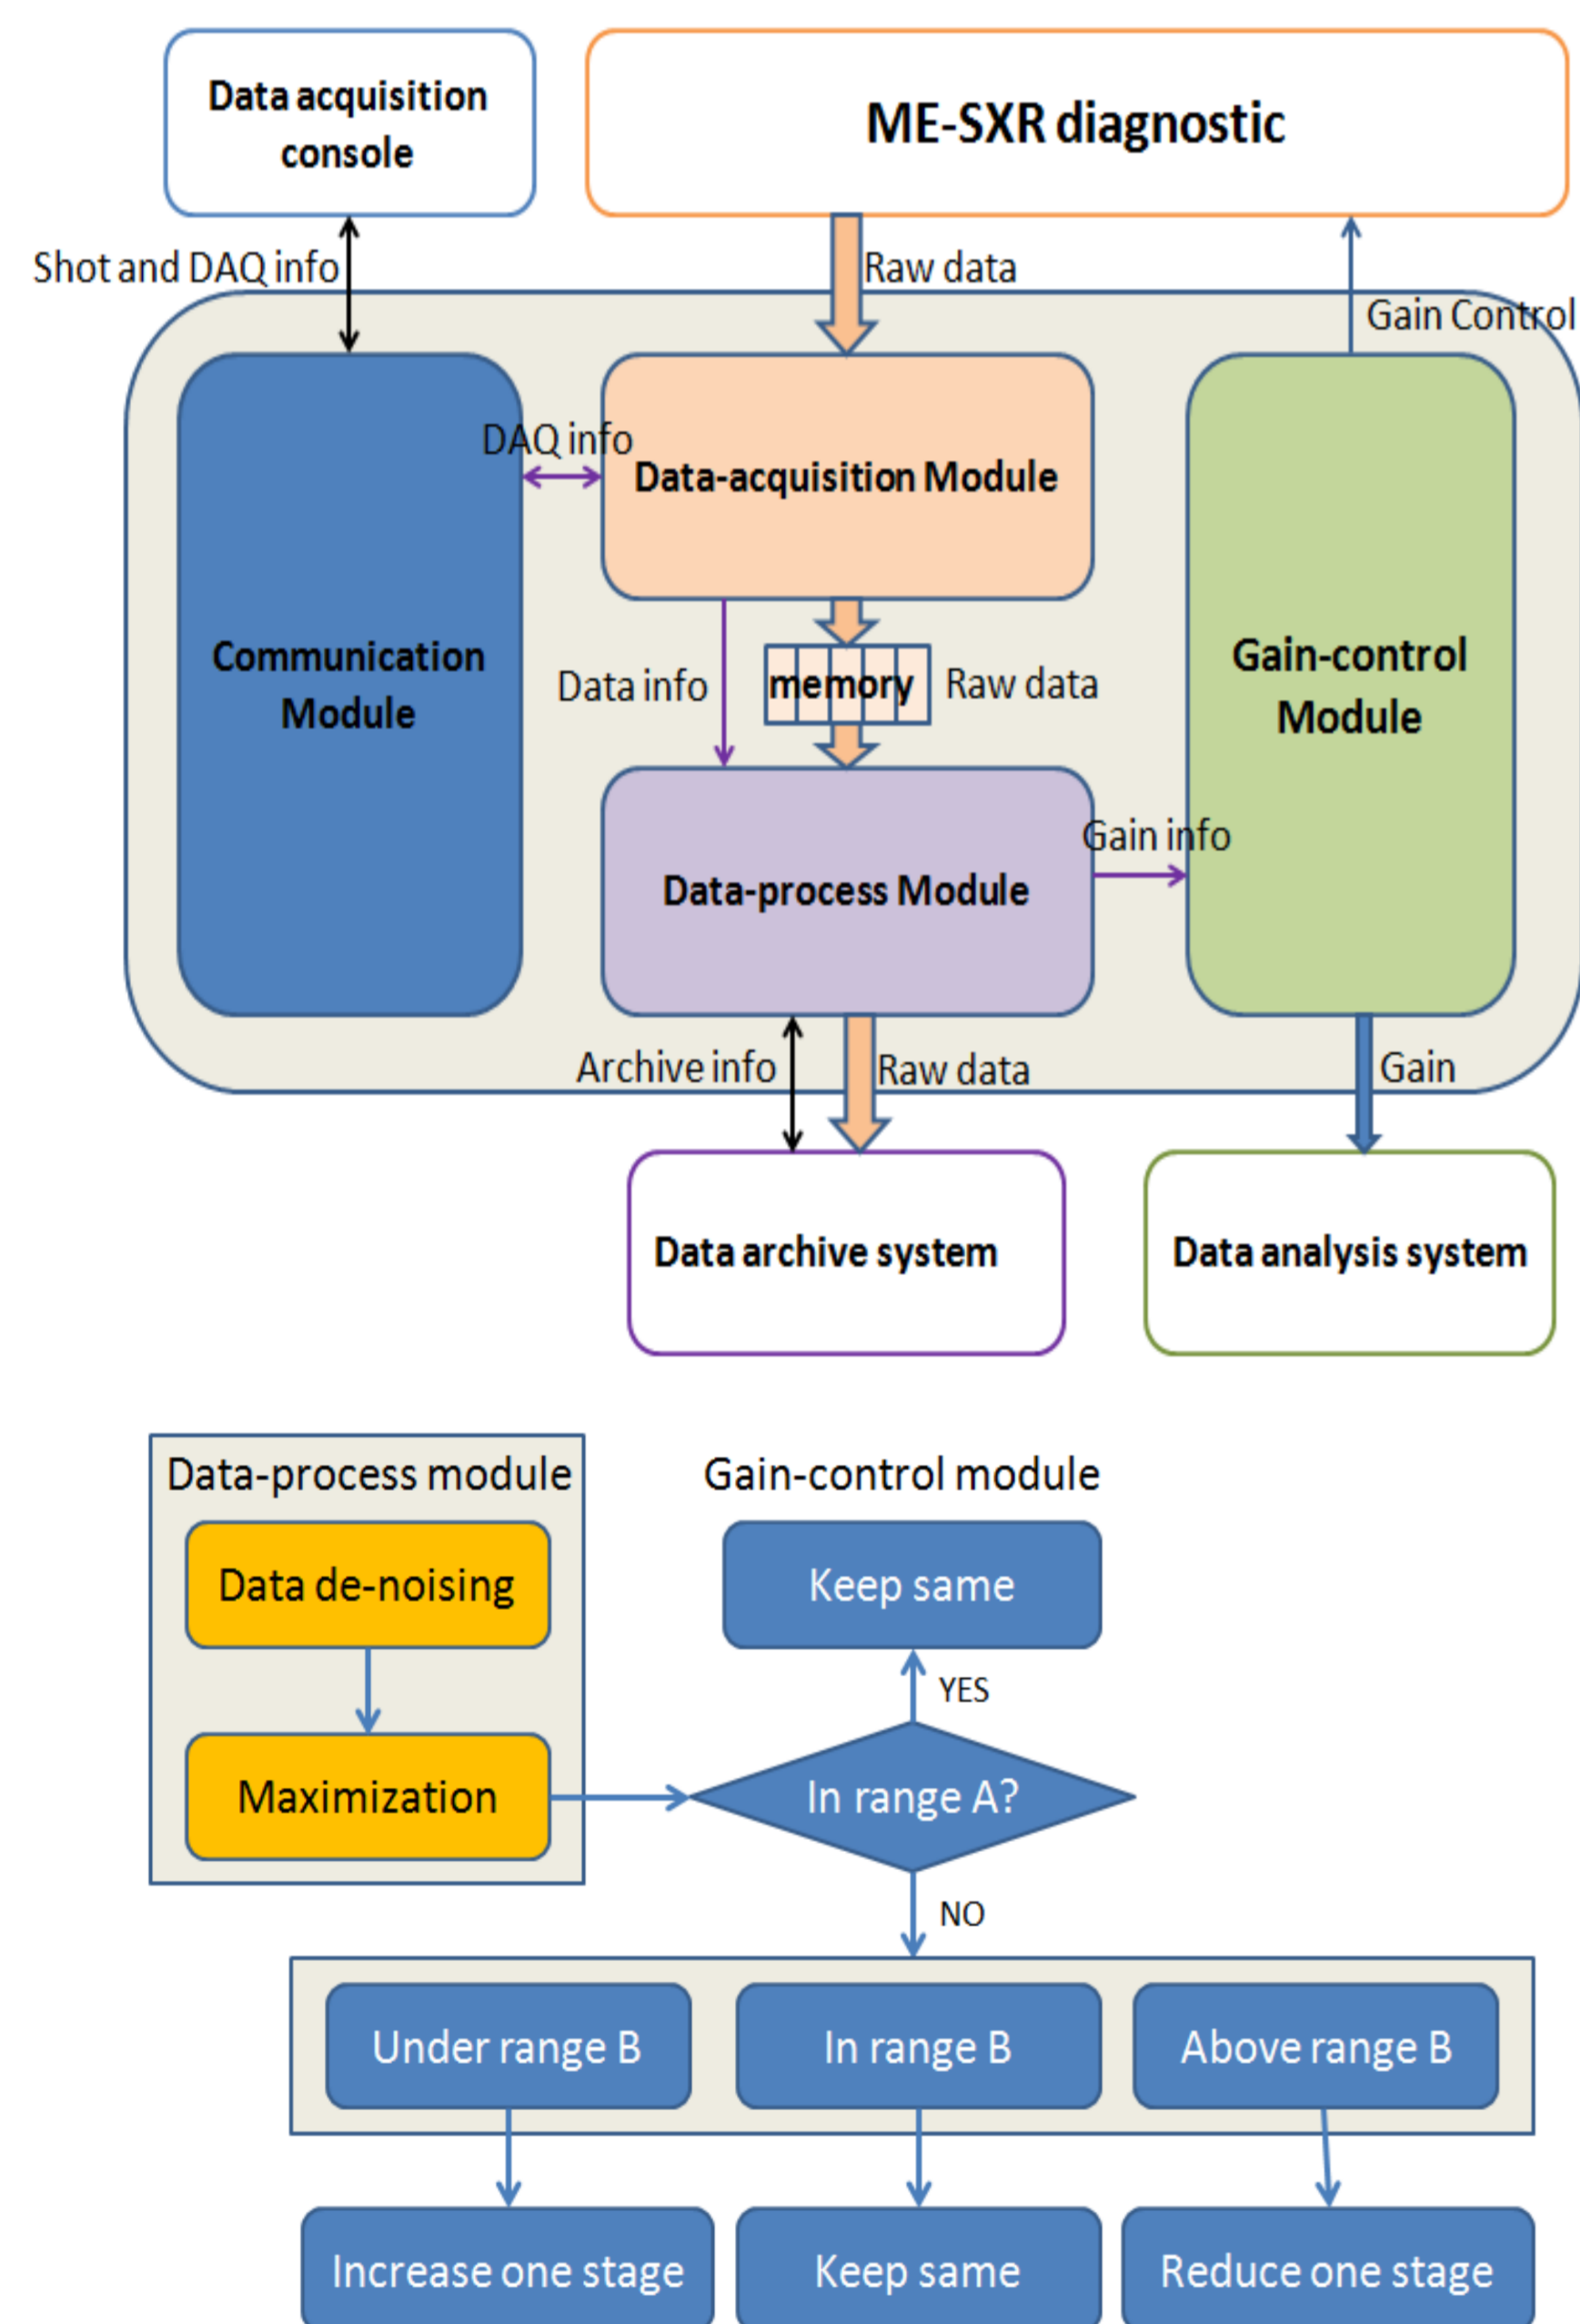 Data acquisition
console
ME-SXR diagnostic
Shot and DAQ info
Raw data
Gain Control
DAQ info
Data-acquisition Module
Communication
Module
Data info
memory
Raw data
Gain-control
Module
Gain info
Data-process Module
Archive info
Raw data
Gain
Data archive system
Data analysis system
Data-process module
Gain-control module
Data de-noising
Keep same
YES
Maximization
In range A?
NO
Under range B
In range B
Above range B
Increase one stage
Keep same
Reduce one stage